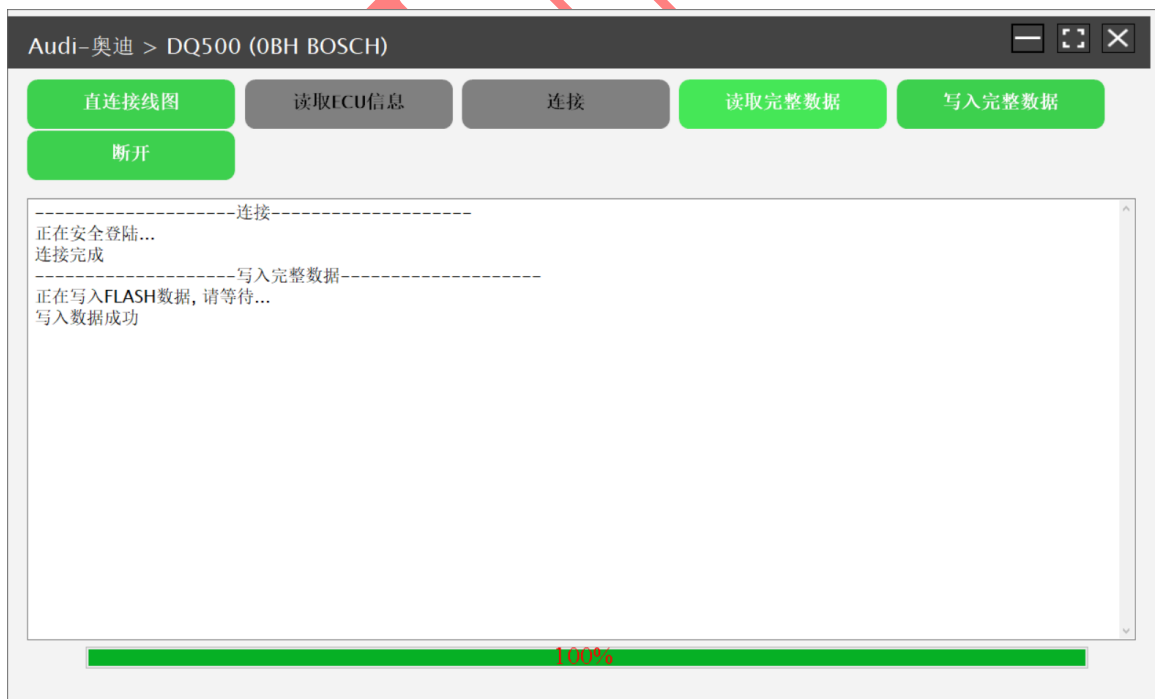 Audi-奥迪 > DQ500 (0BH BOSCH)
直连接线图
读取ECU信息
连接
读取完整数据
写入完整数据
断开
--------------------连接--------------------
正在安全登陆...
连接完成
--------------------写入完整数据--------------------
正在写入FLASH数据, 请等待...
写入数据成功
100%